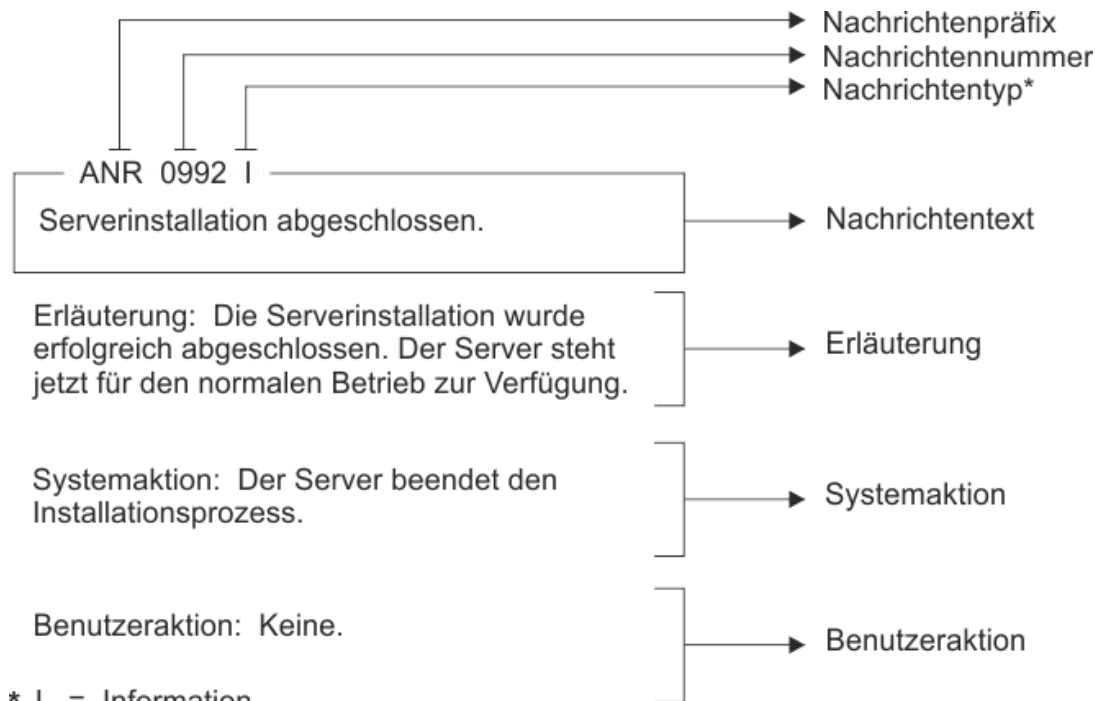 Nachrichtenpräfix
Nachrichtennummer
Nachrichtentyp*
ANR 0992 I
Serverinstallation abgeschlossen.
Nachrichtentext
Erläuterung: Die Serverinstallation wurde
erfolgreich abgeschlossen. Der Server steht
jetzt für den normalen Betrieb zur Verfügung.
Erläuterung
Systemaktion: Der Server beendet den
Installationsprozess.
Systemaktion
Benutzeraktion: Keine.
Benutzeraktion
* I = Information